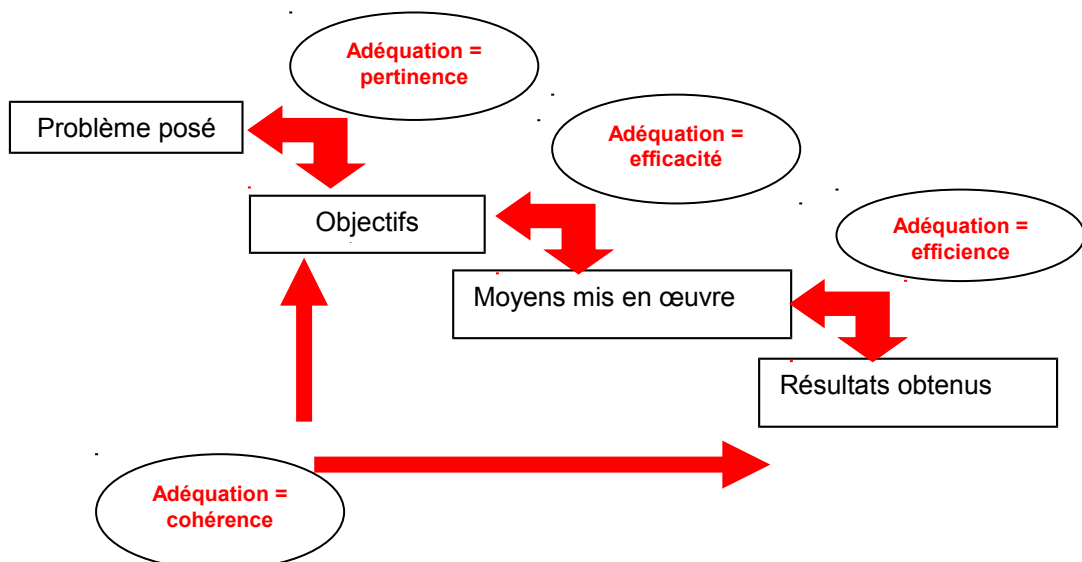 Adéquation =
pertinence
Problème posé
Adéquation =
efficacité
Objectifs
Adéquation =
efficience
Moyens mis en œuvre
Résultats obtenus
Adéquation =
cohérence